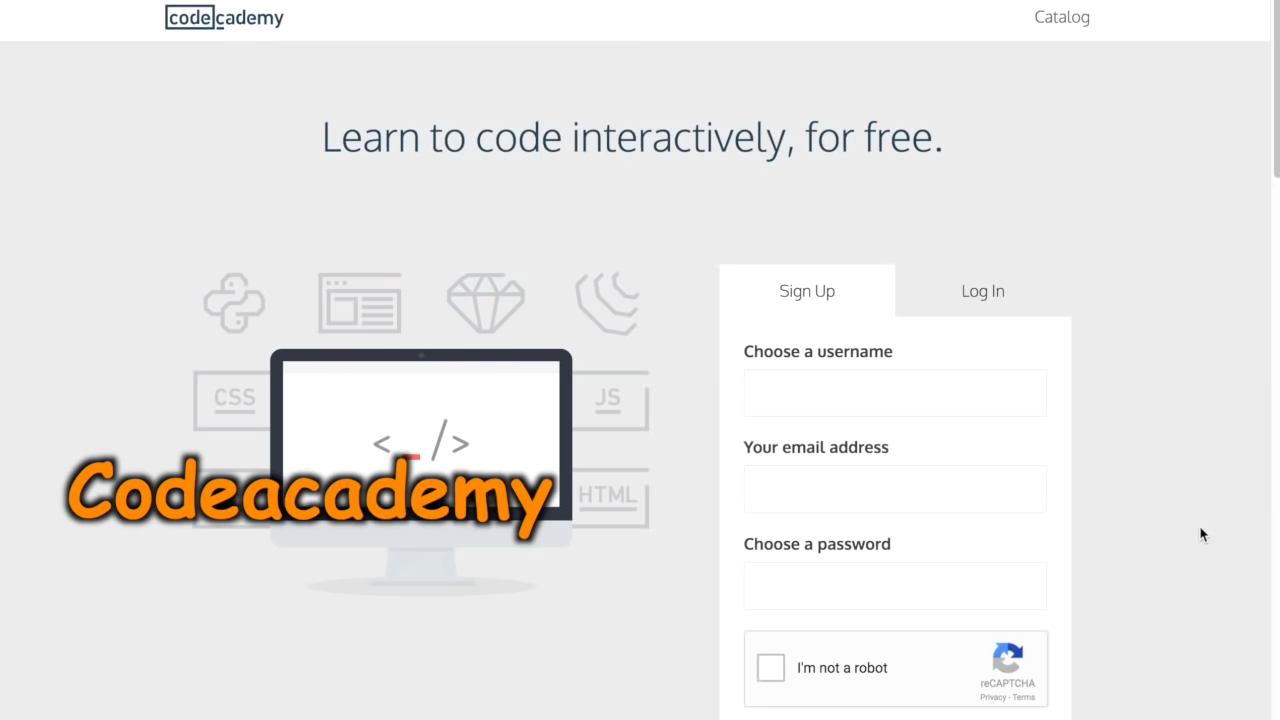 codecademy
Catalog
Learn to code interactively, for free.
Sign Up
Log In
Choose a username
CSS
JS
Your email address
< _ />
Codeacademy
HTML
Choose a password
I'm not a robot
reCAPTCHA
Privacy - Terms